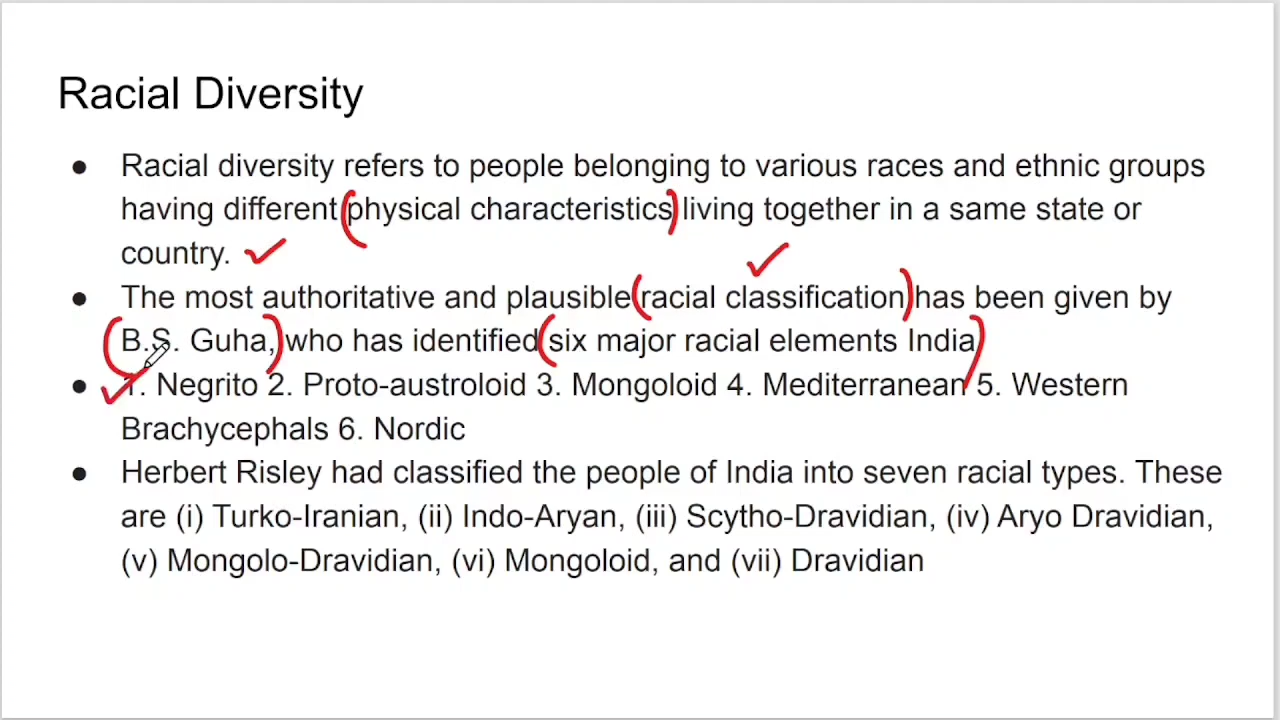 Racial Diversity
● Racial diversity refers to people belonging to various races and ethnic groups
having different physical characteristics living together in a same state or
country.
● The most authoritative and plausible racial classification has been given by
B.S. Guha, who has identified six major racial elements India
● 1. Negrito 2. Proto-austroloid 3. Mongoloid 4. Mediterranean 5. Western
Brachycephals 6. Nordic
● Herbert Risley had classified the people of India into seven racial types. These
are (i) Turko-Iranian, (ii) Indo-Aryan, (iii) Scytho-Dravidian, (iv) Aryo Dravidian,
(v) Mongolo-Dravidian, (vi) Mongoloid, and (vii) Dravidian